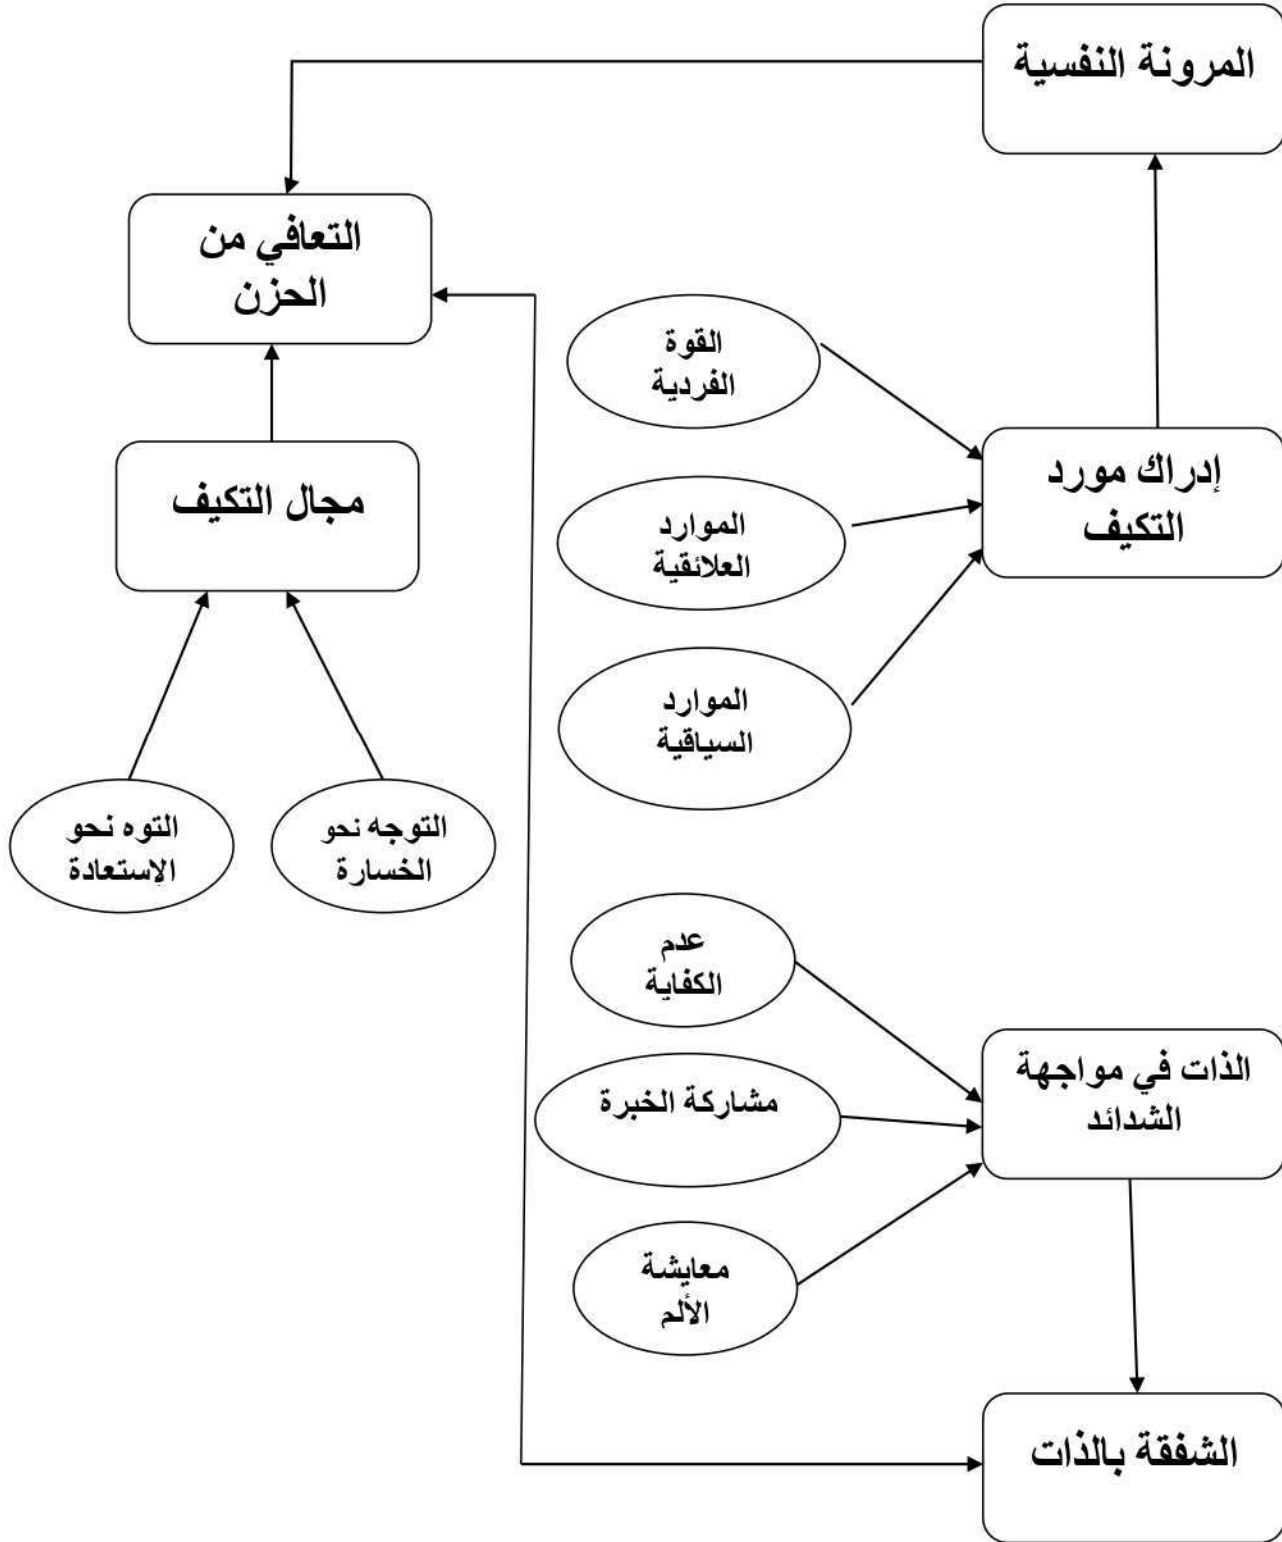 المرونة النفسية
التعافي من
الحزن
القوة
الفردية
إدراك مورد
التكيف
مجال التكيف
الموارد
العلائقية
الموارد
السياقية
التوجه نحو
الخسارة
التوه نحو
الإستعادة
عدم
الكفاية
الذات في مواجهة
الشدائد
مشاركة الخبرة
معايشة
الألم
الشفقة بالذات